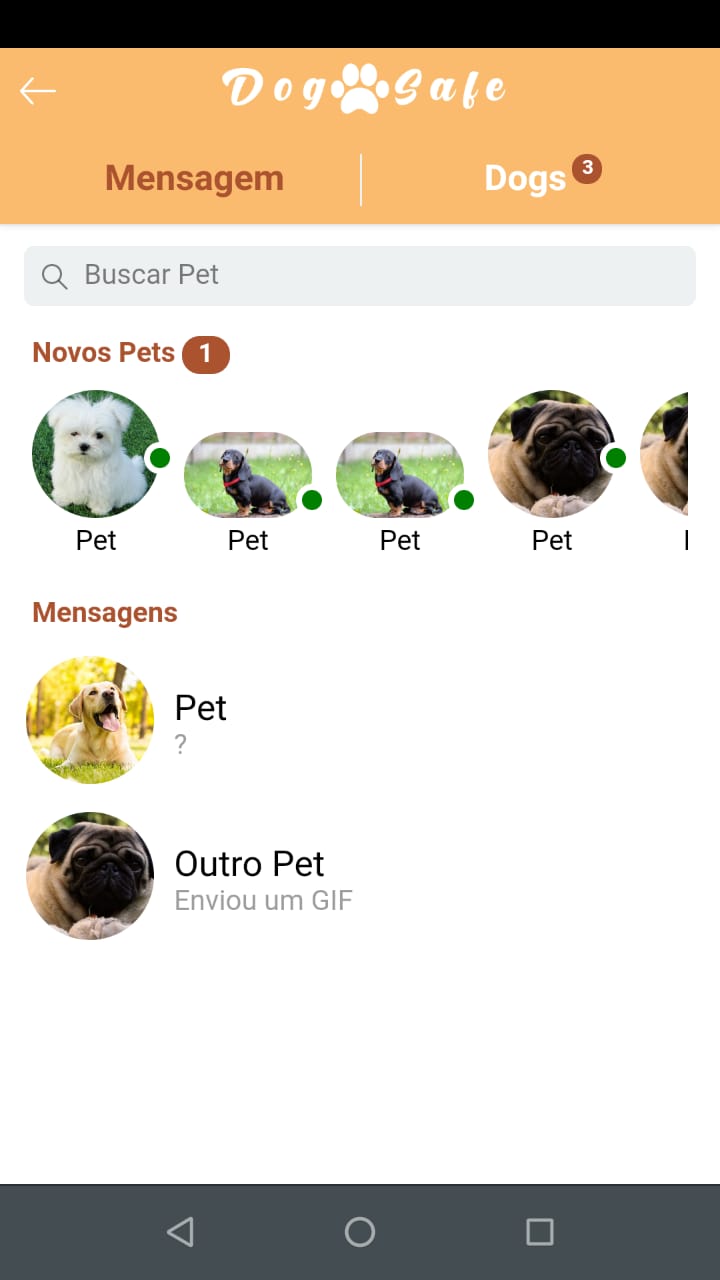 Dog Safe
Mensagem
Dogs 3
Buscar Pet
Novos Pets 1
Pet Pet Pet Pet
Mensagens
Pet
?
Outro Pet
Enviou um GIF